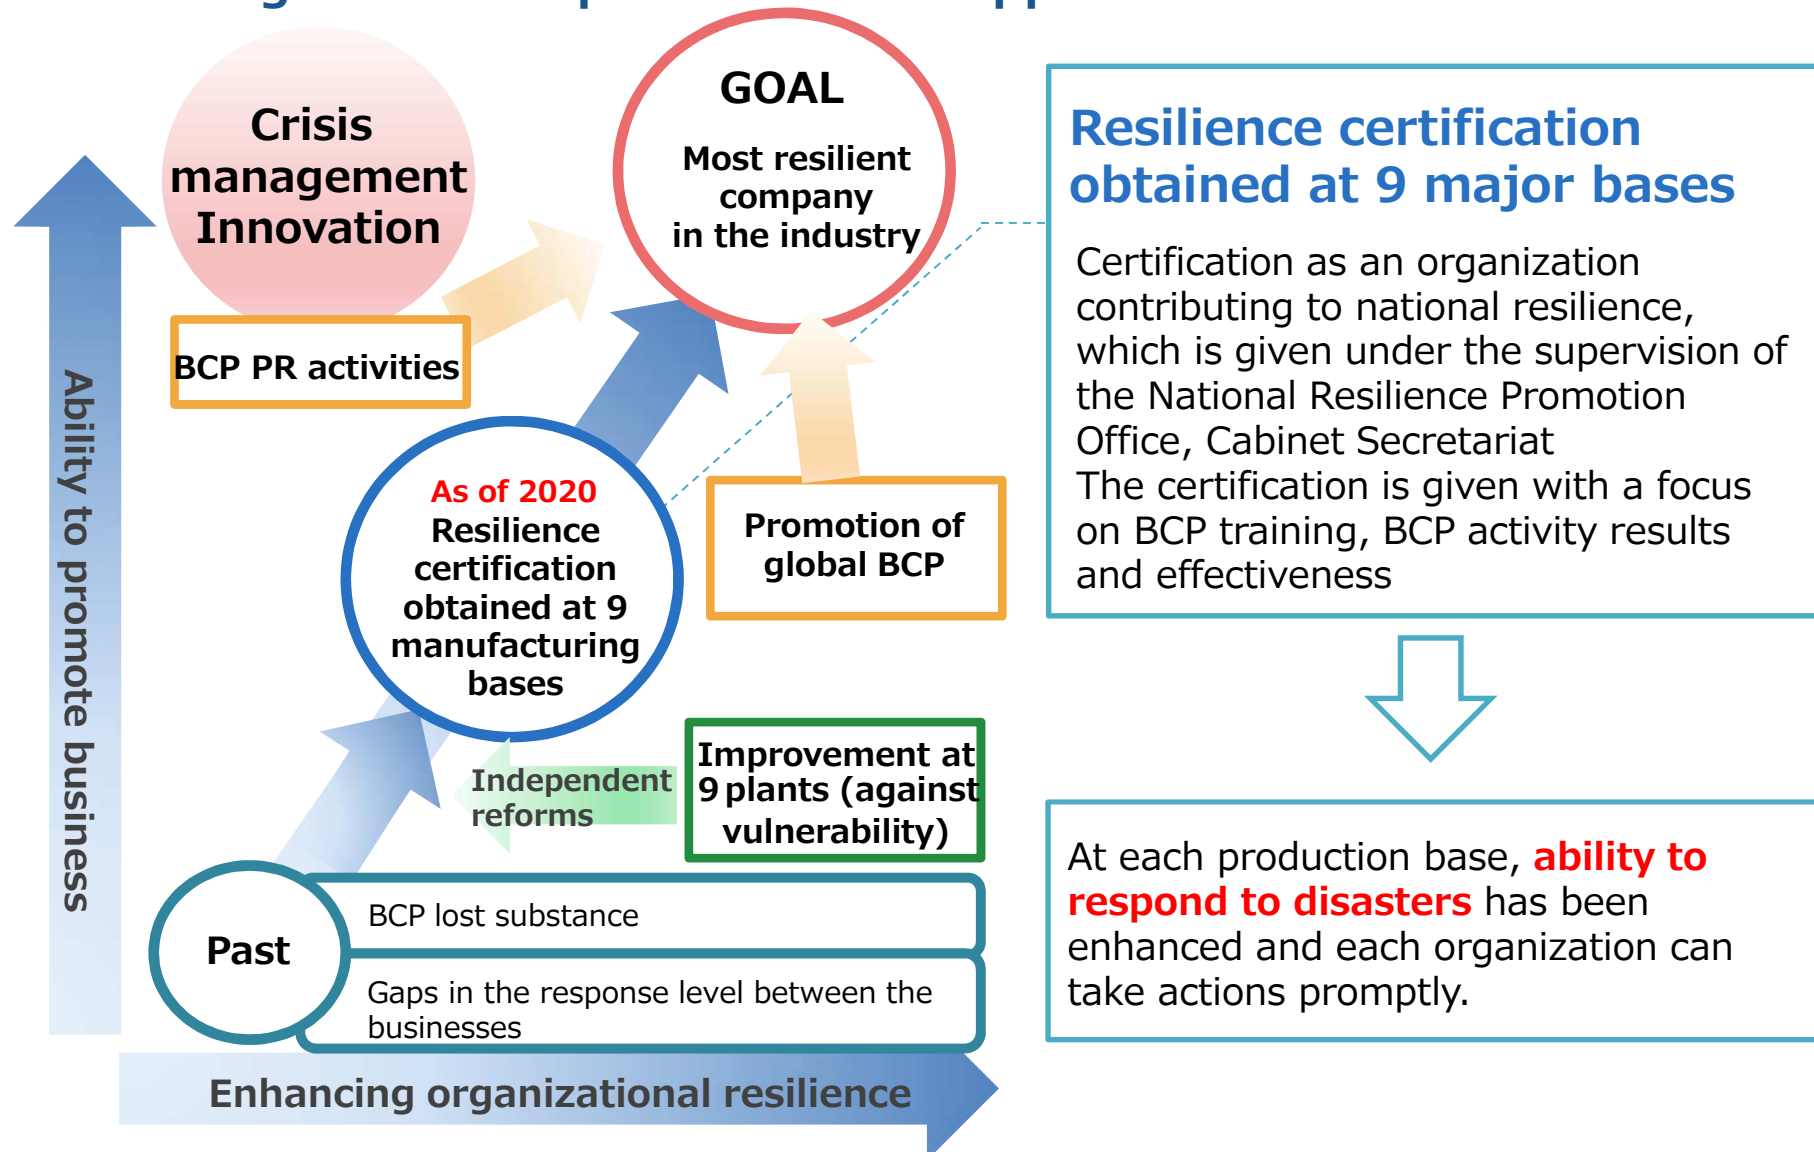 Crisis
management
Innovation
GOAL
Most resilient
company
in the industry
BCP PR activities
Ability to promote business
As of 2020
Resilience
certification
obtained at 9
manufacturing
bases
Promotion of
global BCP
Independent
reforms
Improvement at
9 plants (against
vulnerability)
Past
BCP lost substance
Gaps in the response level between the
businesses
Enhancing organizational resilience
Resilience certification
obtained at 9 major bases
Certification as an organization
contributing to national resilience,
which is given under the supervision of
the National Resilience Promotion
Office, Cabinet Secretariat
The certification is given with a focus
on BCP training, BCP activity results
and effectiveness
At each production base, ability to
respond to disasters has been
enhanced and each organization can
take actions promptly.